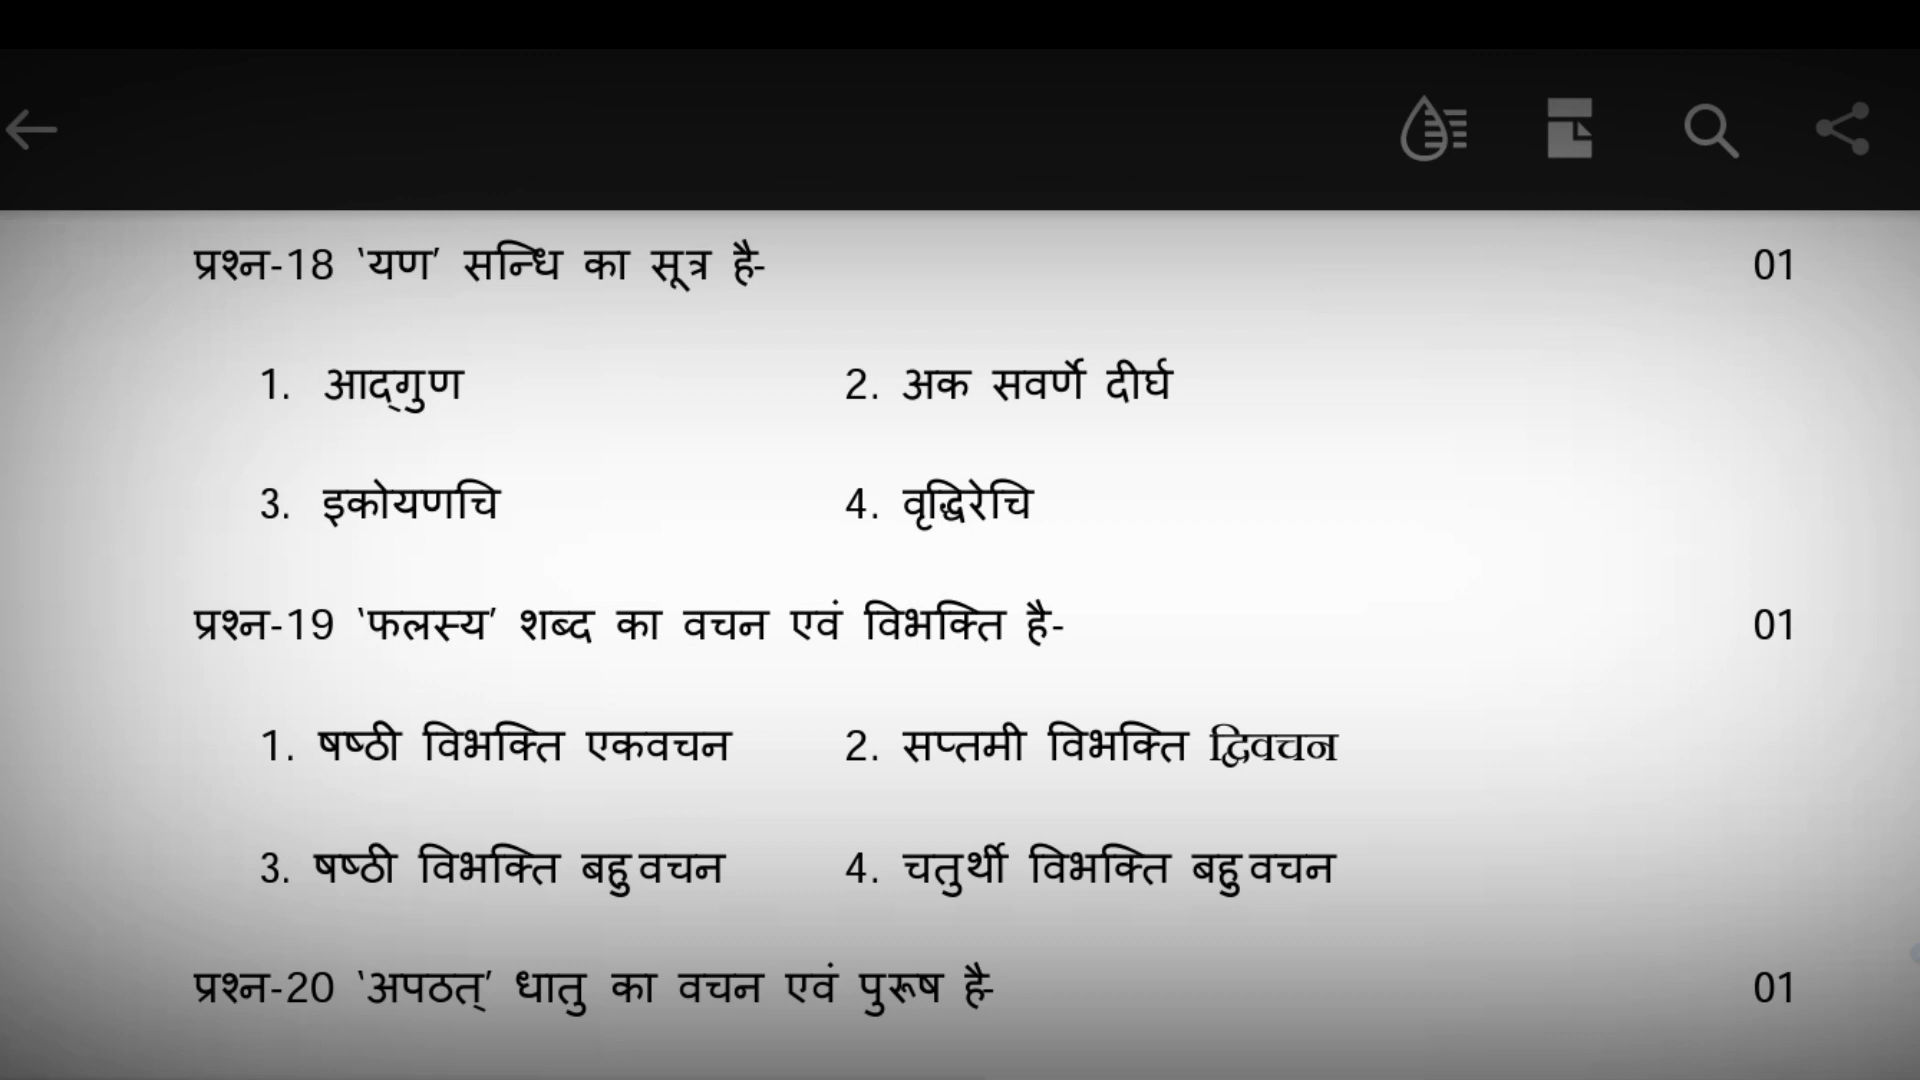 प्रश्न-18 'यण' सन्धि का सूत्र है- 01
1. आद्गुण 2. अक सवर्णे दीर्घ
3. इकोयणचि 4. वृद्धिरेचि
प्रश्न-19 'फलस्य' शब्द का वचन एवं विभक्ति है- 01
1. षष्ठी विभक्ति एकवचन 2. सप्तमी विभक्ति द्विवचन
3. षष्ठी विभक्ति बहुवचन 4. चतुर्थी विभक्ति बहुवचन
प्रश्न-20 'अपठत्' धातु का वचन एवं पुरूष है- 01